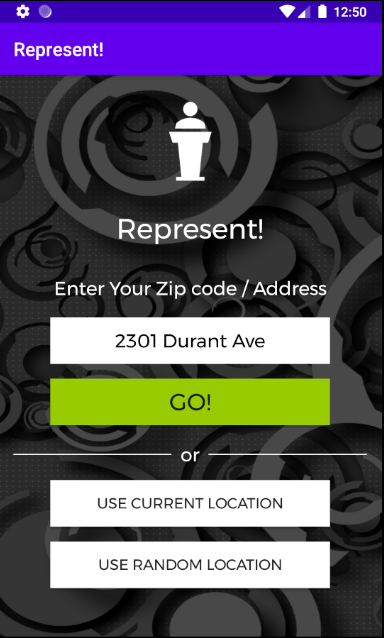 12:50
Represent!
Represent!
Enter Your Zip code / Address
2301 Durant Ave
GO!
or
USE CURRENT LOCATION
USE RANDOM LOCATION